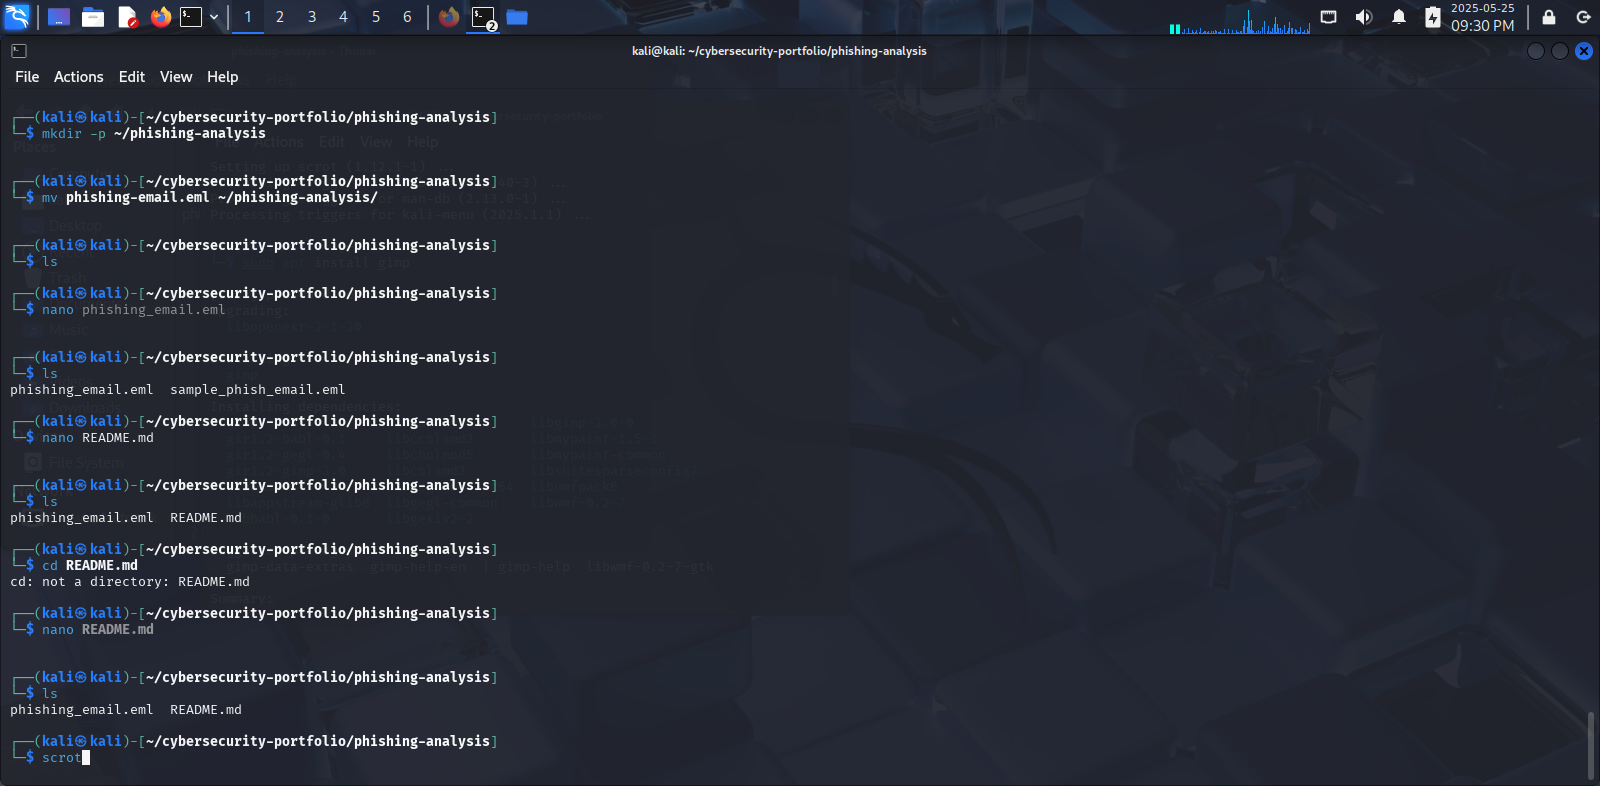 1 2 3 4 5 6
2
2025-05-25
09:30 PM
kali@kali: ~/cybersecurity-portfolio/phishing-analysis
File Actions Edit View Help
┌──(kali㉿kali)-[~/cybersecurity-portfolio/phishing-analysis]
└─$ mkdir -p ~/phishing-analysis
┌──(kali㉿kali)-[~/cybersecurity-portfolio/phishing-analysis]
└─$ mv phishing-email.eml ~/phishing-analysis/
┌──(kali㉿kali)-[~/cybersecurity-portfolio/phishing-analysis]
└─$ ls
┌──(kali㉿kali)-[~/cybersecurity-portfolio/phishing-analysis]
└─$ nano phishing_email.eml
┌──(kali㉿kali)-[~/cybersecurity-portfolio/phishing-analysis]
└─$ ls
phishing_email.eml  sample_phish_email.eml
┌──(kali㉿kali)-[~/cybersecurity-portfolio/phishing-analysis]
└─$ nano README.md
┌──(kali㉿kali)-[~/cybersecurity-portfolio/phishing-analysis]
└─$ ls
phishing_email.eml  README.md
┌──(kali㉿kali)-[~/cybersecurity-portfolio/phishing-analysis]
└─$ cd README.md
cd: not a directory: README.md
┌──(kali㉿kali)-[~/cybersecurity-portfolio/phishing-analysis]
└─$ nano README.md
┌──(kali㉿kali)-[~/cybersecurity-portfolio/phishing-analysis]
└─$ ls
phishing_email.eml  README.md
┌──(kali㉿kali)-[~/cybersecurity-portfolio/phishing-analysis]
└─$ scrot